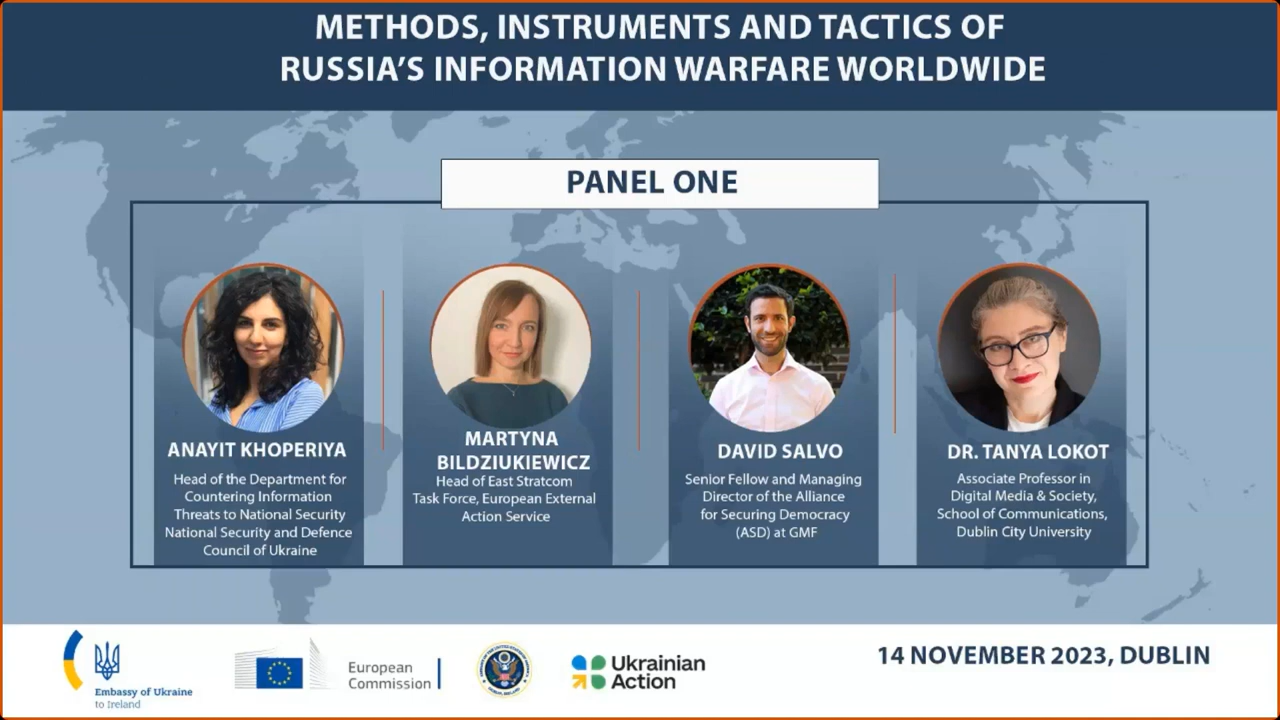 METHODS, INSTRUMENTS AND TACTICS OF
RUSSIA'S INFORMATION WARFARE WORLDWIDE
PANEL ONE
ANAYIT KHOPERIYA
Head of the Department for
Countering Information
Threats to National Security
National Security and Defence
Council of Ukraine
MARTYNA
BILDZIUKIEWICZ
Head of East Stratcom
Task Force, European External
Action Service
DAVID SALVO
Senior Fellow and Managing
Director of the Alliance
for Securing Democracy
(ASD) at GMF
DR. TANYA LOKOT
Associate Professor in
Digital Media & Society,
School of Communications,
Dublin City University
Embassy of Ukraine
to Ireland
European
Commission
Ukrainian
Action
14 NOVEMBER 2023, DUBLIN